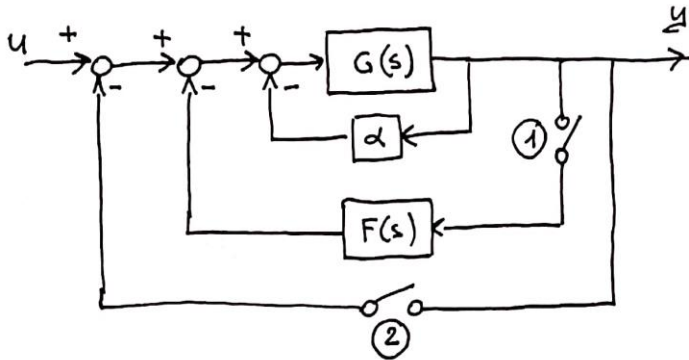 u + + + G(s) y
- - -
α
1
F(s)
2